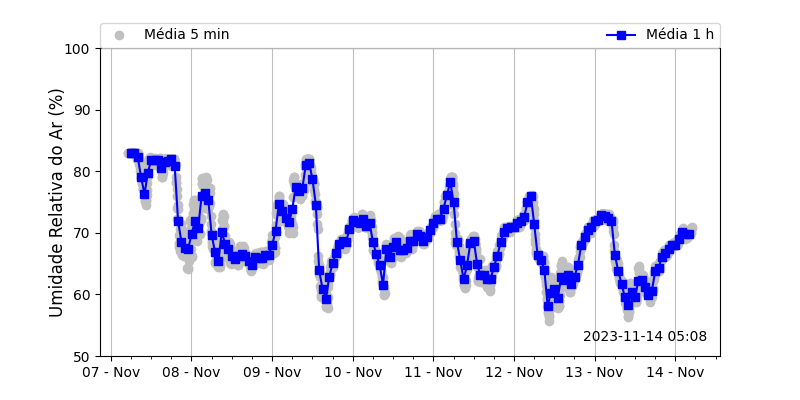 Média 5 min
Média 1 h
Umidade Relativa do Ar (%)
100
90
80
70
60
50
2023-11-14 05:08
07 - Nov
08 - Nov
09 - Nov
10 - Nov
11 - Nov
12 - Nov
13 - Nov
14 - Nov